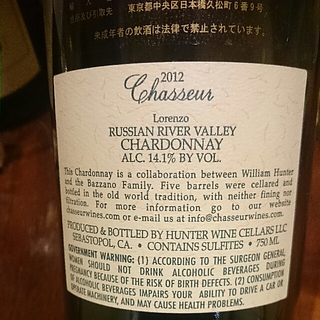 東京都中央区日本橋久松町6番9号
未成年者の飲酒は法律で禁止されています。
2012
Chasseur
Lorenzo
RUSSIAN RIVER VALLEY
CHARDONNAY
ALC. 14.1% BY VOL.
This Chardonnay is a collaboration between William Hunter
and the Bazzano Family. Five barrels were cellared and
bottled in the old world tradition, with neither fining nor
filtration. For more information go to our website
chasseurwines.com or e-mail us at info@chasseurwines.com.
PRODUCED & BOTTLED BY HUNTER WINE CELLARS LLC
SEBASTOPOL, CA. • CONTAINS SULFITES • 750 ML
GOVERNMENT WARNING: (1) ACCORDING TO THE SURGEON GENERAL,
WOMEN SHOULD NOT DRINK ALCOHOLIC BEVERAGES DURING
PREGNANCY BECAUSE OF THE RISK OF BIRTH DEFECTS. (2) CONSUMPTION
OF ALCOHOLIC BEVERAGES IMPAIRS YOUR ABILITY TO DRIVE A CAR OR
OPERATE MACHINERY, AND MAY CAUSE HEALTH PROBLEMS.